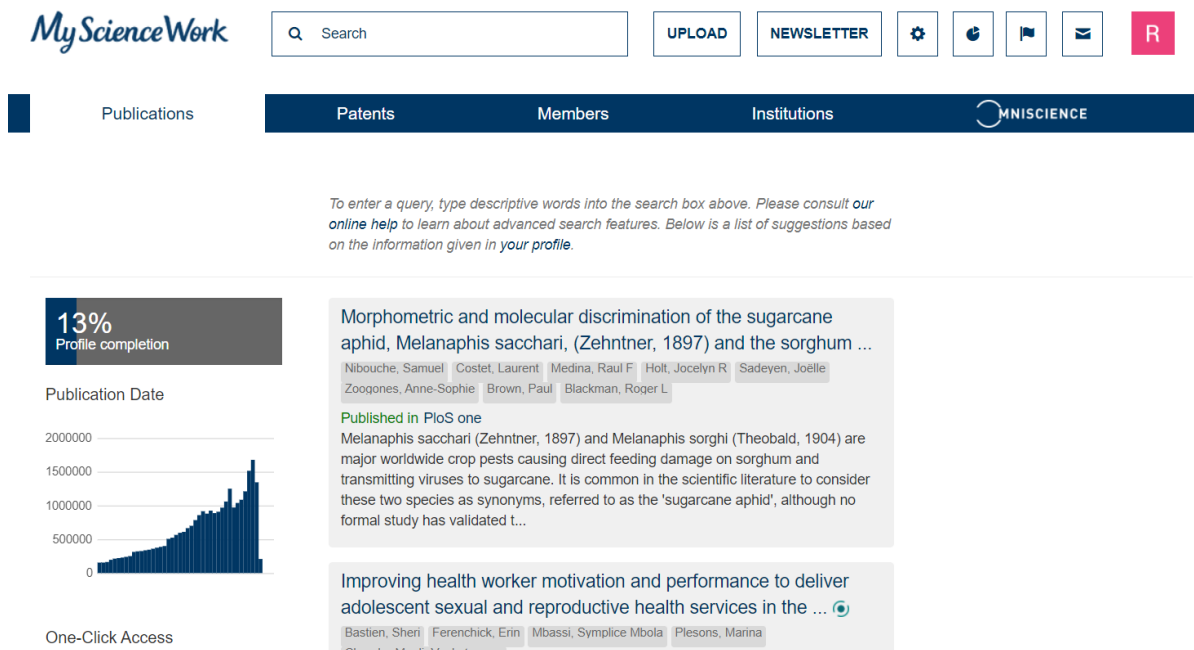 MyScienceWork
Search
UPLOAD
NEWSLETTER
R
Publications
Patents
Members
Institutions
OMNISCIENCE
To enter a query, type descriptive words into the search box above. Please consult our
online help to learn about advanced search features. Below is a list of suggestions based
on the information given in your profile.
13%
Profile completion
Publication Date
2000000
1500000
1000000
500000
0
One-Click Access
Morphometric and molecular discrimination of the sugarcane
aphid, Melanaphis sacchari, (Zehntner, 1897) and the sorghum ...
Nibouche, Samuel Costet, Laurent Medina, Raul F Holt, Jocelyn R Sadeyen, Joëlle
Zoogones, Anne-Sophie Brown, Paul Blackman, Roger L
Published in PloS one
Melanaphis sacchari (Zehntner, 1897) and Melanaphis sorghi (Theobald, 1904) are
major worldwide crop pests causing direct feeding damage on sorghum and
transmitting viruses to sugarcane. It is common in the scientific literature to consider
these two species as synonyms, referred to as the 'sugarcane aphid', although no
formal study has validated t...
Improving health worker motivation and performance to deliver
adolescent sexual and reproductive health services in the ...
Bastien, Sheri Ferenchick, Erin Mbassi, Symplice Mbola Plesons, Marina